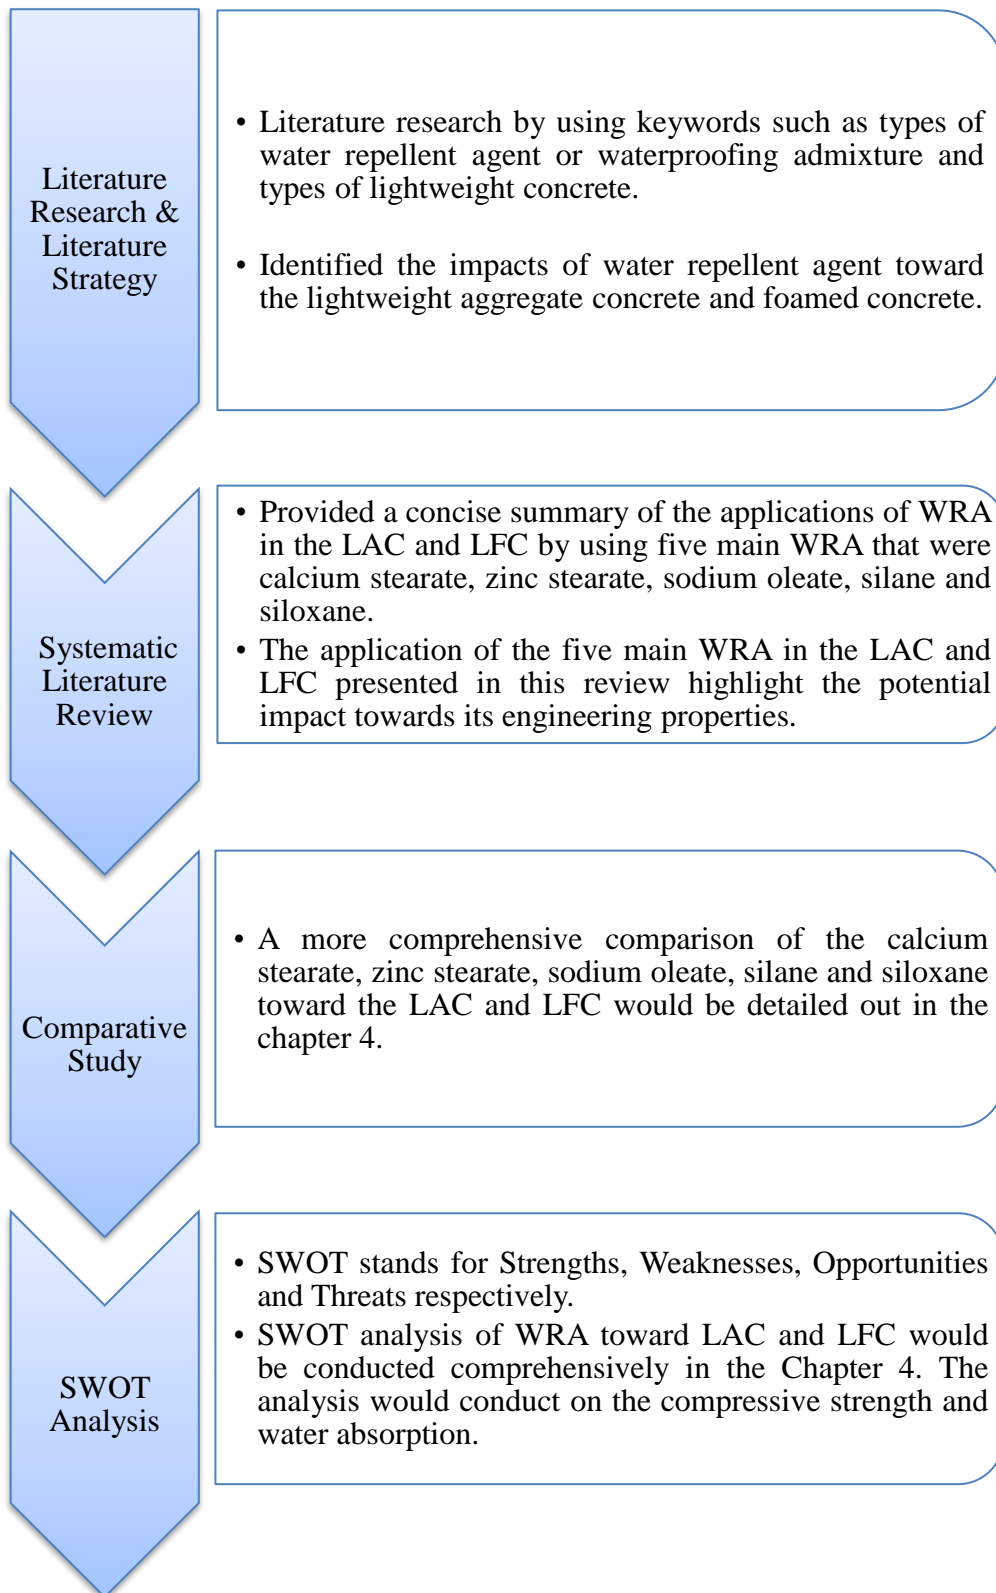 Literature
Research &
Literature
Strategy
• Literature research by using keywords such as types of
water repellent agent or waterproofing admixture and
types of lightweight concrete.
• Identified the impacts of water repellent agent toward
the lightweight aggregate concrete and foamed concrete.
Systematic
Literature
Review
• Provided a concise summary of the applications of WRA
in the LAC and LFC by using five main WRA that were
calcium stearate, zinc stearate, sodium oleate, silane and
siloxane.
• The application of the five main WRA in the LAC and
LFC presented in this review highlight the potential
impact towards its engineering properties.
Comparative
Study
• A more comprehensive comparison of the calcium
stearate, zinc stearate, sodium oleate, silane and siloxane
toward the LAC and LFC would be detailed out in the
chapter 4.
SWOT
Analysis
• SWOT stands for Strengths, Weaknesses, Opportunities
and Threats respectively.
• SWOT analysis of WRA toward LAC and LFC would
be conducted comprehensively in the Chapter 4. The
analysis would conduct on the compressive strength and
water absorption.